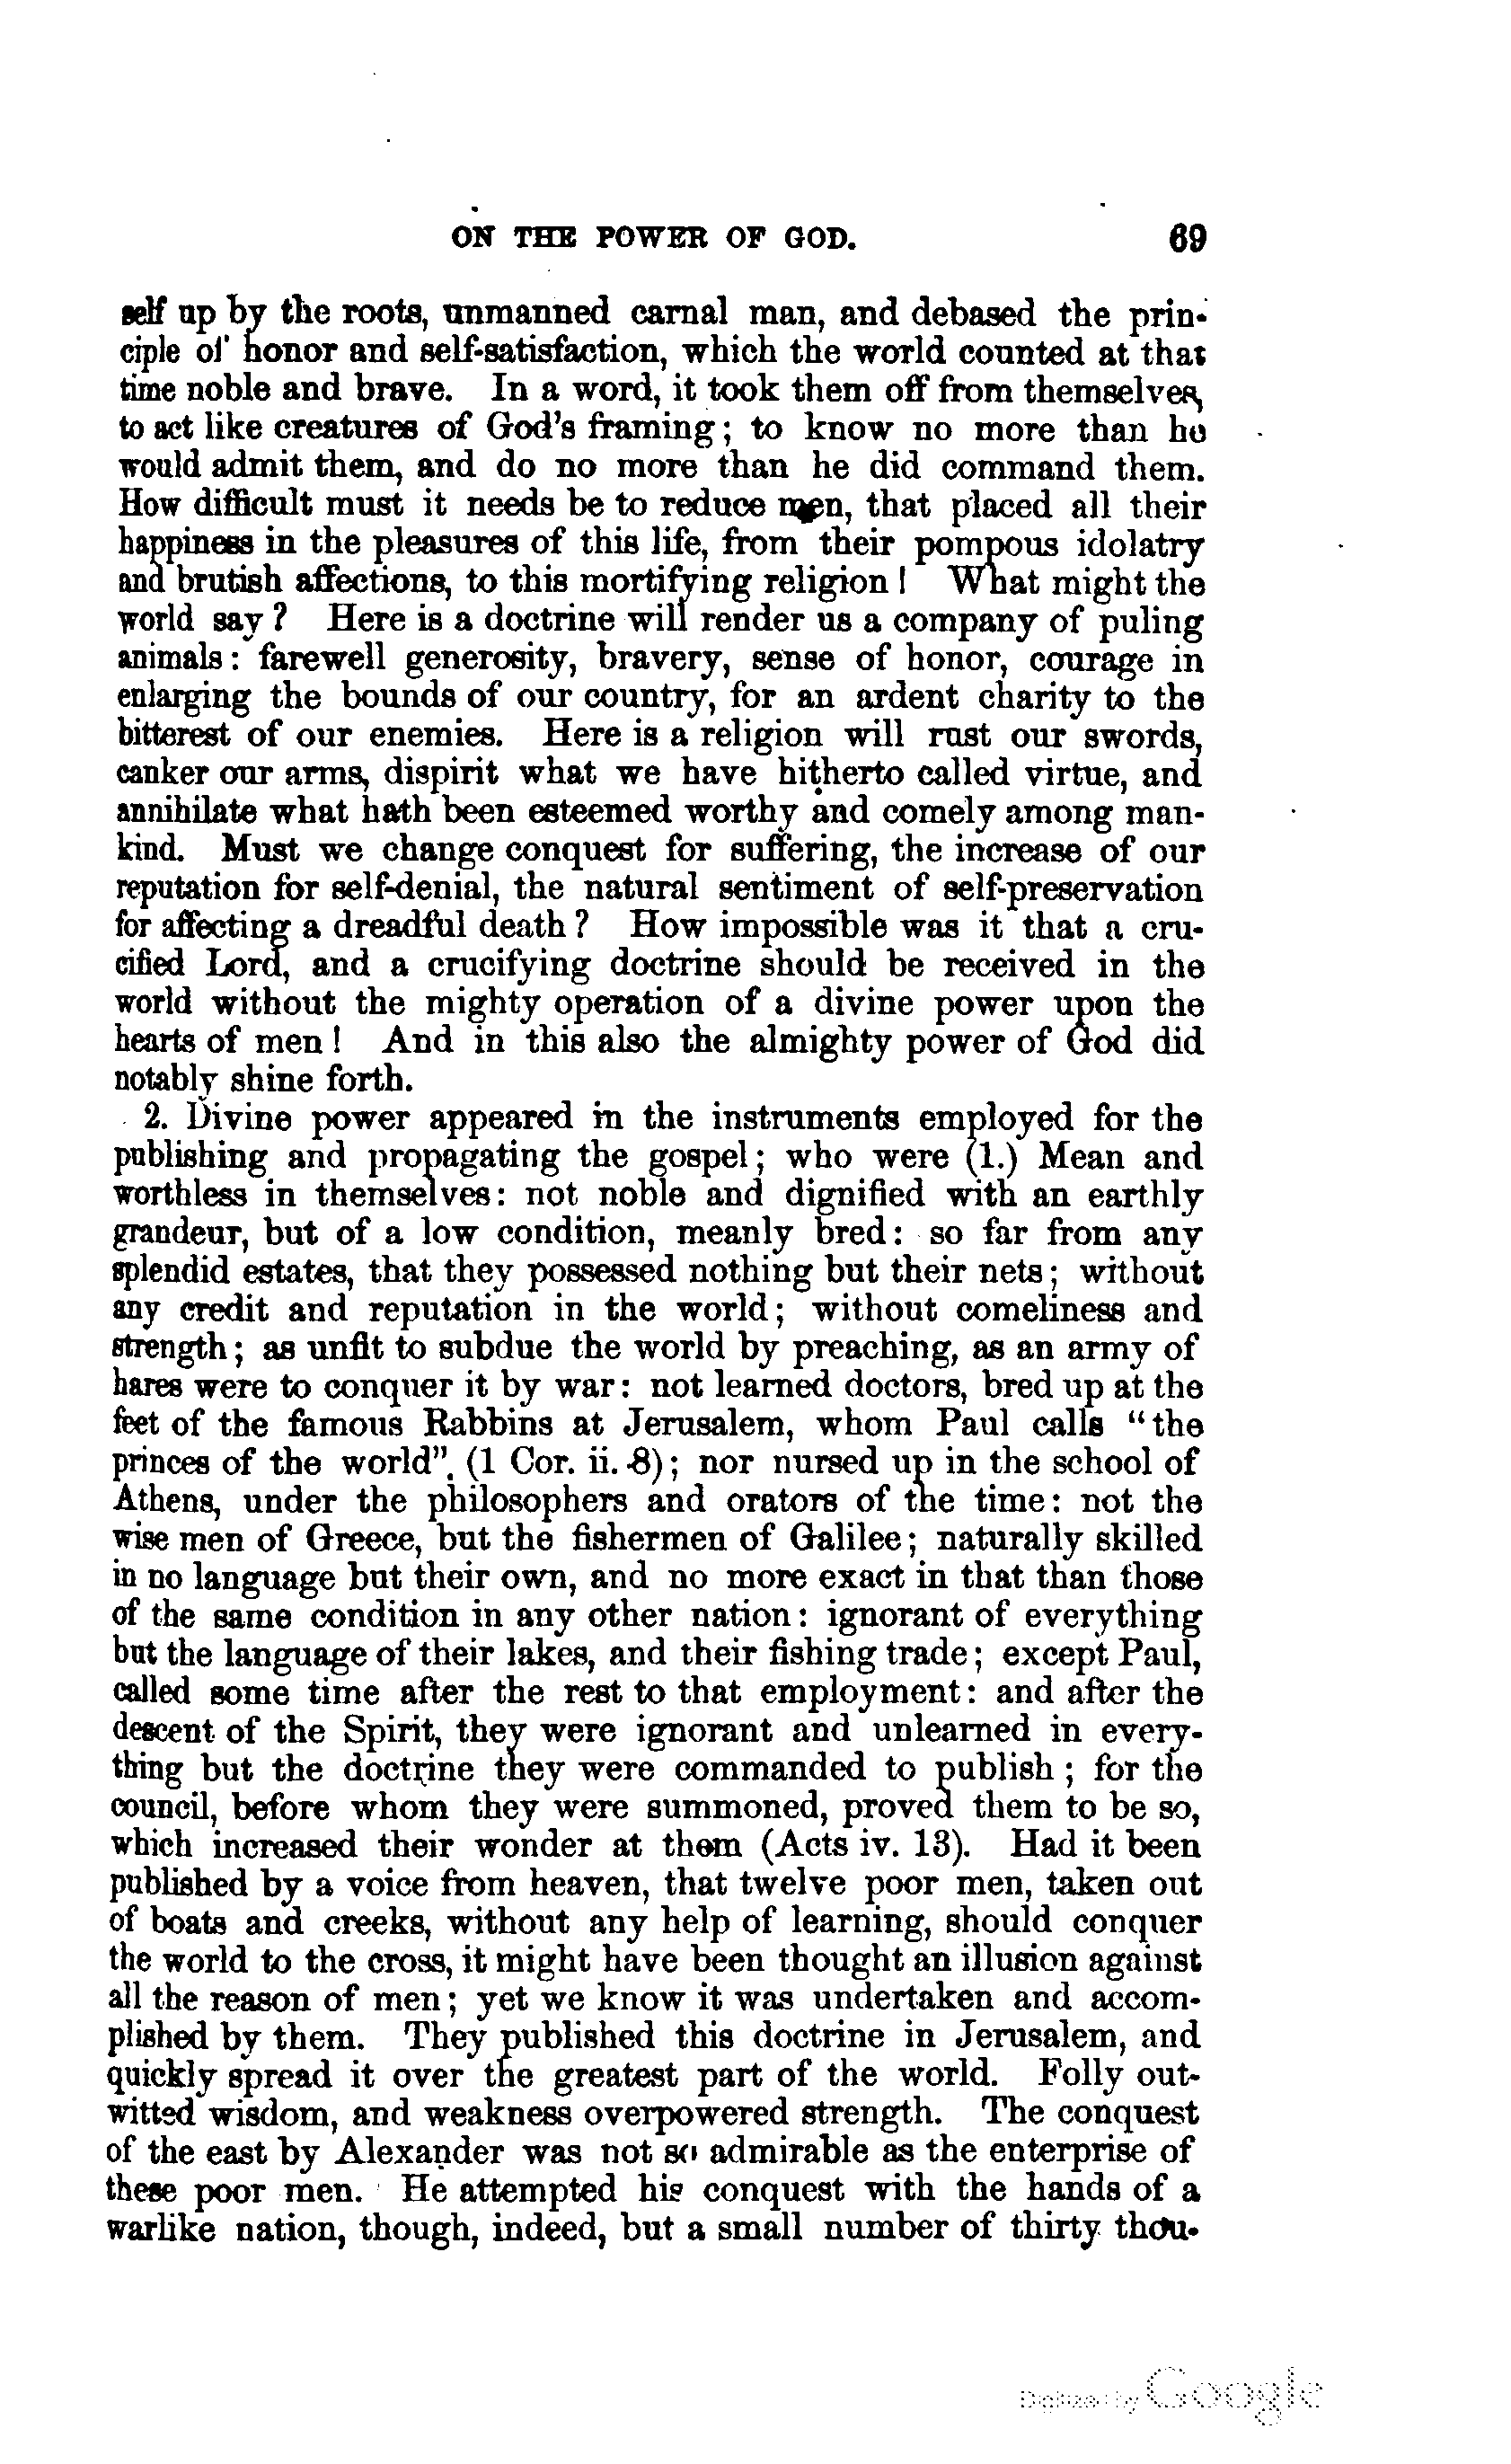 ON THE POWER OF GOD. 69
self up by the roots, unmanned carnal man, and debased the prin-
ciple of honor and self-satisfaction, which the world counted at that
time noble and brave. In a word, it took them off from themselves,
to act like creatures of God's framing; to know no more than he
would admit them, and do no more than he did command them.
How difficult must it needs be to reduce men, that placed all their
happiness in the pleasures of this life, from their pompous idolatry
and brutish affections, to this mortifying religion! What might the
world say? Here is a doctrine will render us a company of puling
animals: farewell generosity, bravery, sense of honor, courage in
enlarging the bounds of our country, for an ardent charity to the
bitterest of our enemies. Here is a religion will rust our swords,
canker our arms, dispirit what we have hitherto called virtue, and
annihilate what hath been esteemed worthy and comely among man-
kind. Must we change conquest for suffering, the increase of our
reputation for self-denial, the natural sentiment of self-preservation
for affecting a dreadful death? How impossible was it that a cru-
cified Lord, and a crucifying doctrine should be received in the
world without the mighty operation of a divine power upon the
hearts of men! And in this also the almighty power of God did
notably shine forth.
2. Divine power appeared in the instruments employed for the
publishing and propagating the gospel; who were (1.) Mean and
worthless in themselves: not noble and dignified with an earthly
grandeur, but of a low condition, meanly bred: so far from any
splendid estates, that they possessed nothing but their nets; without
any credit and reputation in the world; without comeliness and
strength; as unfit to subdue the world by preaching, as an army of
hares were to conquer it by war: not learned doctors, bred up at the
feet of the famous Rabbins at Jerusalem, whom Paul calls "the
princes of the world". (1 Cor. ii. 8); nor nursed up in the school of
Athens, under the philosophers and orators of the time: not the
wise men of Greece, but the fishermen of Galilee; naturally skilled
in no language but their own, and no more exact in that than those
of the same condition in any other nation: ignorant of everything
but the language of their lakes, and their fishing trade; except Paul,
called some time after the rest to that employment: and after the
descent of the Spirit, they were ignorant and unlearned in every-
thing but the doctrine they were commanded to publish; for the
council, before whom they were summoned, proved them to be so,
which increased their wonder at them (Acts iv. 13). Had it been
published by a voice from heaven, that twelve poor men, taken out
of boats and creeks, without any help of learning, should conquer
the world to the cross, it might have been thought an illusion against
all the reason of men; yet we know it was undertaken and accom-
plished by them. They published this doctrine in Jerusalem, and
quickly spread it over the greatest part of the world. Folly out-
witted wisdom, and weakness overpowered strength. The conquest
of the east by Alexander was not so admirable as the enterprise of
these poor men. He attempted his conquest with the hands of a
warlike nation, though, indeed, but a small number of thirty thou-
Digitized by Google